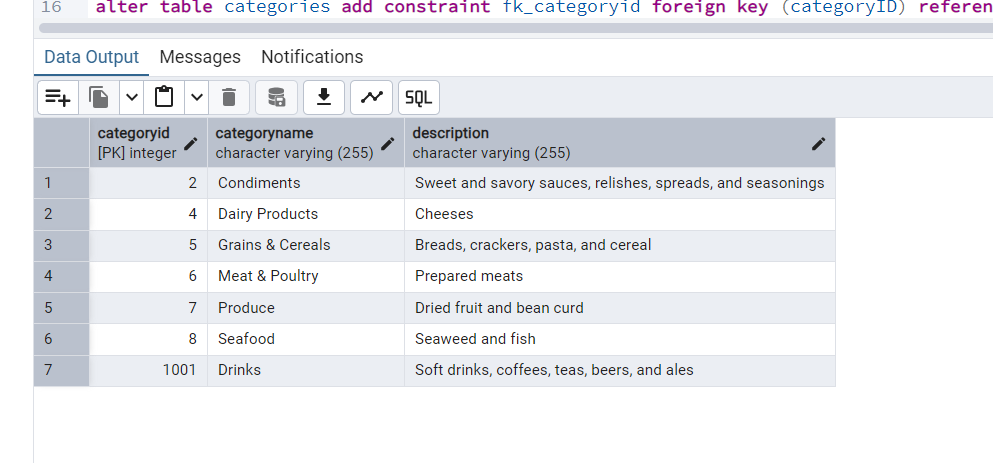 16 alter table categories add constraint fk_categoryid foreign key (categoryID) referen
Data Output Messages Notifications
SQL
categoryid categoryname description
[PK] integer character varying (255) character varying (255)
1 2 Condiments Sweet and savory sauces, relishes, spreads, and seasonings
2 4 Dairy Products Cheeses
3 5 Grains & Cereals Breads, crackers, pasta, and cereal
4 6 Meat & Poultry Prepared meats
5 7 Produce Dried fruit and bean curd
6 8 Seafood Seaweed and fish
7 1001 Drinks Soft drinks, coffees, teas, beers, and ales